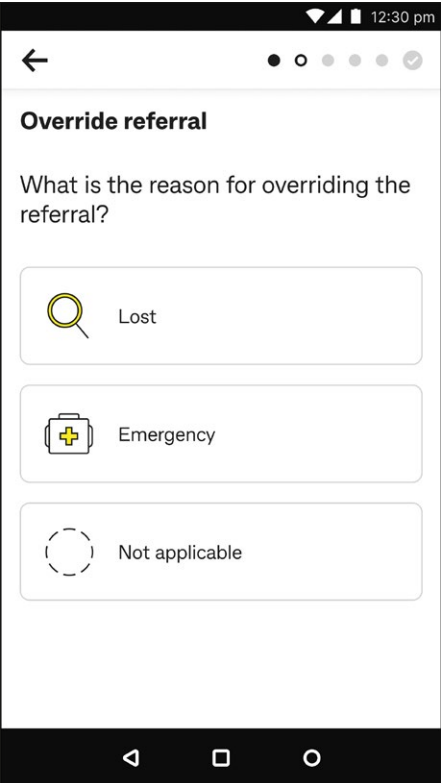 12:30 pm
Override referral
What is the reason for overriding the
referral?
Lost
Emergency
Not applicable